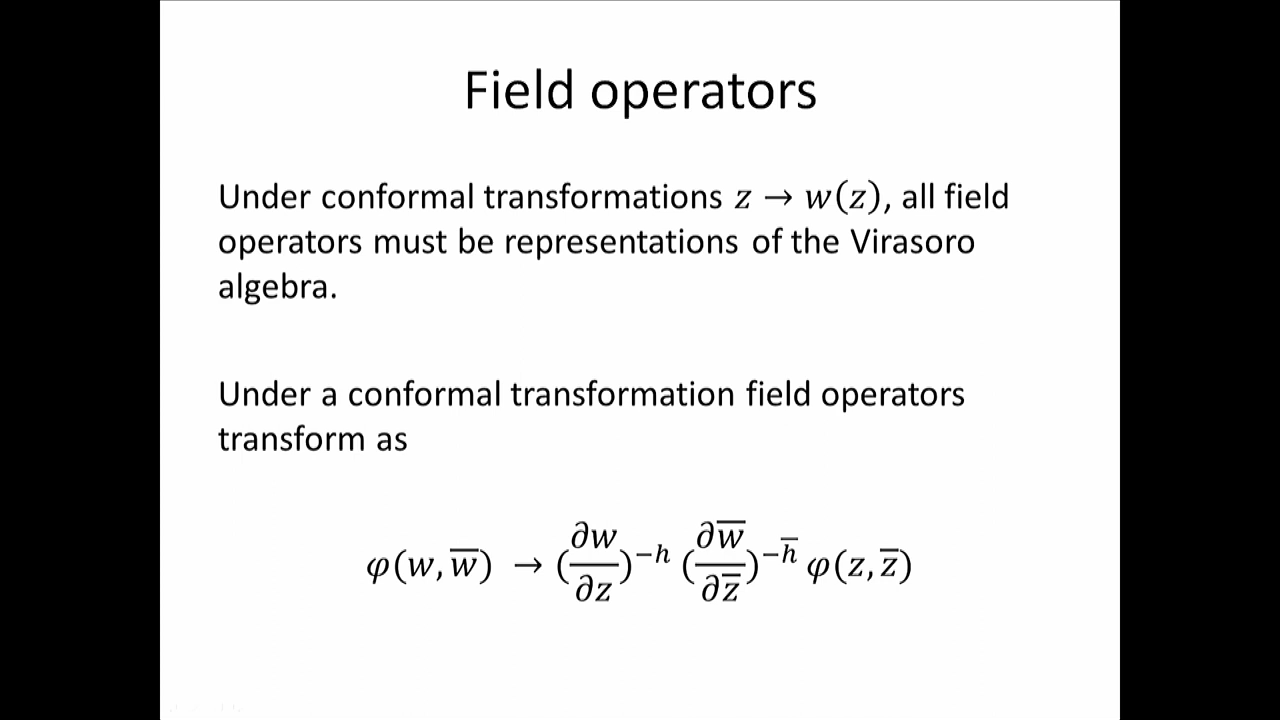 Field operators
Under conformal transformations z → w(z), all field
operators must be representations of the Virasoro
algebra.
Under a conformal transformation field operators
transform as
φ(w, w̅) → (∂w/∂z)^−h (∂w̅/∂z̅)^−h̅ φ(z, z̅)